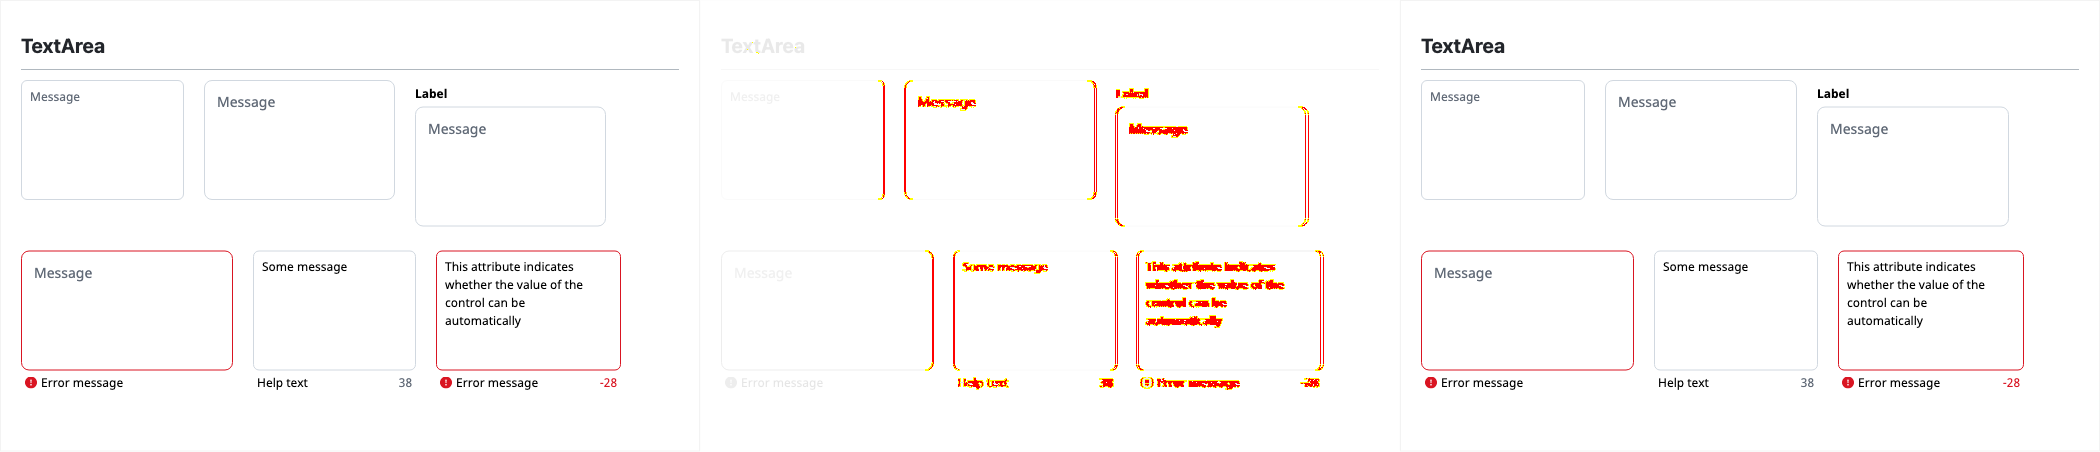 TextArea
Message
Message
Label
Message
Message
Some message
This attribute indicates
whether the value of the
control can be
automatically
Error message
Help text
38
Error message
-28
TextArea
Message
Message
Label
Message
Message
Some message
This attribute indicates
whether the value of the
control can be
automatically
Error message
Help text
38
Error message
-28
TextArea
Message
Message
Label
Message
Message
Some message
This attribute indicates
whether the value of the
control can be
automatically
Error message
Help text
38
Error message
-28